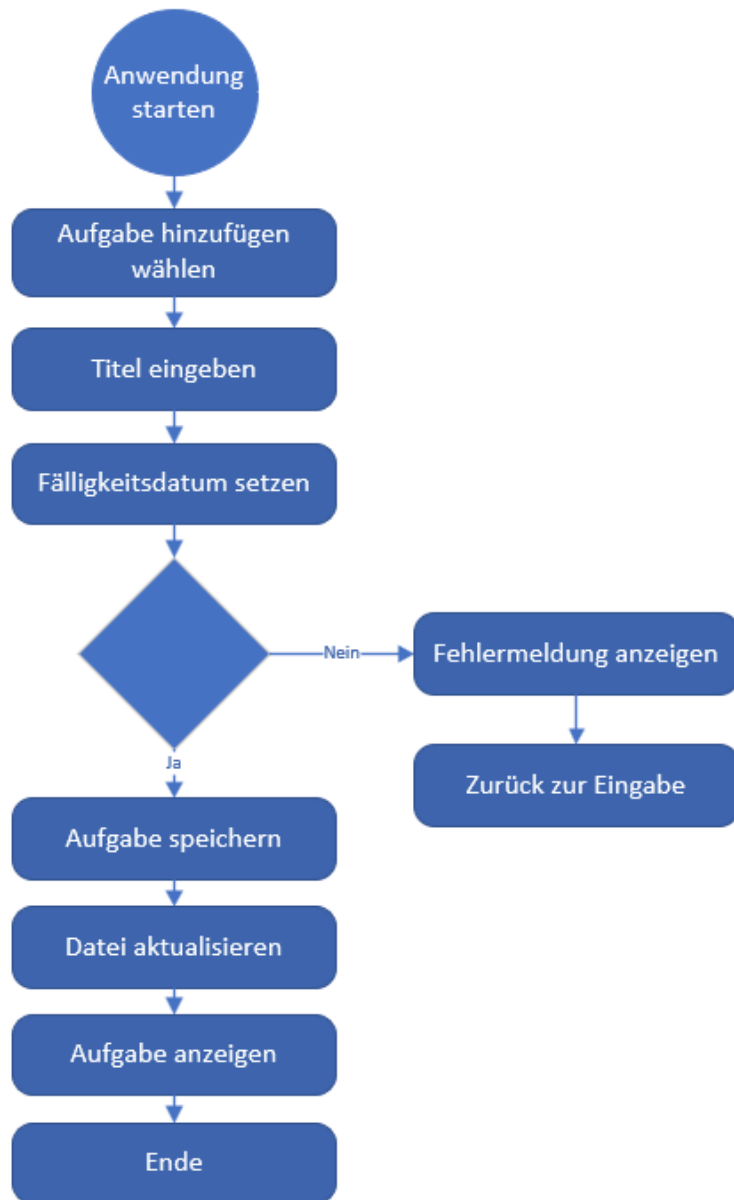 Anwendung
starten
Aufgabe hinzufügen
wählen
Titel eingeben
Fälligkeitsdatum setzen
Nein
Fehlermeldung anzeigen
Zurück zur Eingabe
Ja
Aufgabe speichern
Datei aktualisieren
Aufgabe anzeigen
Ende